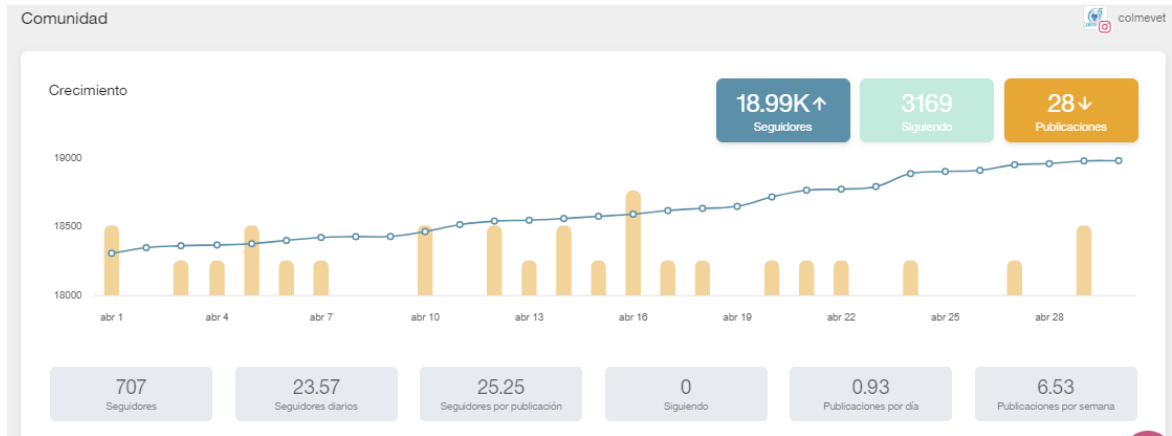 Comunidad
colmevet
Crecimiento
18.99K↑
Seguidores
3169
Siguiendo
28↓
Publicaciones
19000
18500
18000
abr 1
abr 4
abr 7
abr 10
abr 13
abr 16
abr 19
abr 22
abr 25
abr 28
707
Seguidores
23.57
Seguidores diarios
25.25
Seguidores por publicación
0
Siguiendo
0.93
Publicaciones por día
6.53
Publicaciones por semana